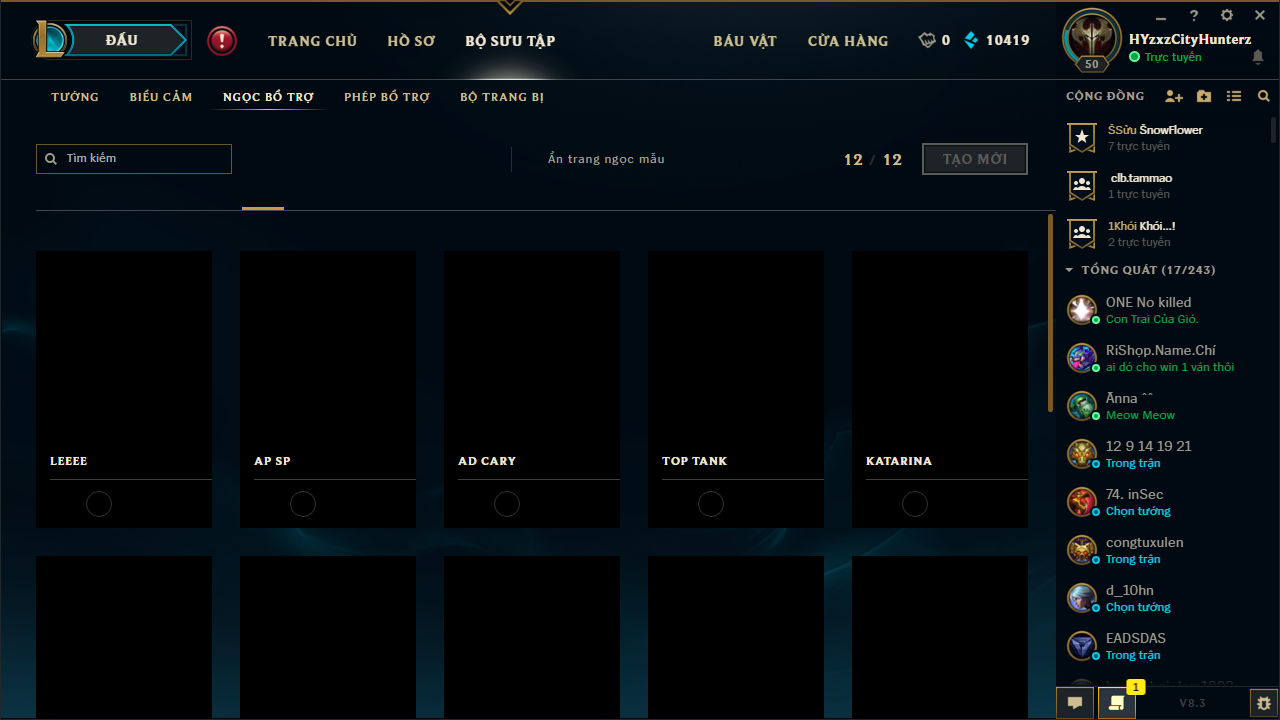 ĐẤU
!
TRANG CHỦ
HỒ SƠ
BỘ SƯU TẬP
BÁU VẬT
CỬA HÀNG
0
10419
50
HYzxzCityHunterz
Trực tuyến
TƯỚNG
BIỂU CẢM
NGỌC BỔ TRỢ
PHÉP BỔ TRỢ
BỘ TRANG BỊ
CỘNG ĐỒNG
Tìm kiếm
Ẩn trang ngọc mẫu
12 / 12
TẠO MỚI
ŠSửu ŠnowFlower
7 trực tuyến
clb.tammao
1 trực tuyến
1Khói Khói...!
2 trực tuyến
TỔNG QUÁT (17/243)
ONE No killed
Con Trai Của Gió.
RiShọp.Name.Chí
ai dó cho win 1 ván thôi
Ãnna ^^
Meow Meow
12 9 14 19 21
Trong trận
74. inSec
Chọn tướng
congtuxulen
Trong trận
d_10hn
Chọn tướng
EADSDAS
Trong trận
LEEEE
AP SP
AD CARY
TOP TANK
KATARINA
1
V8.3